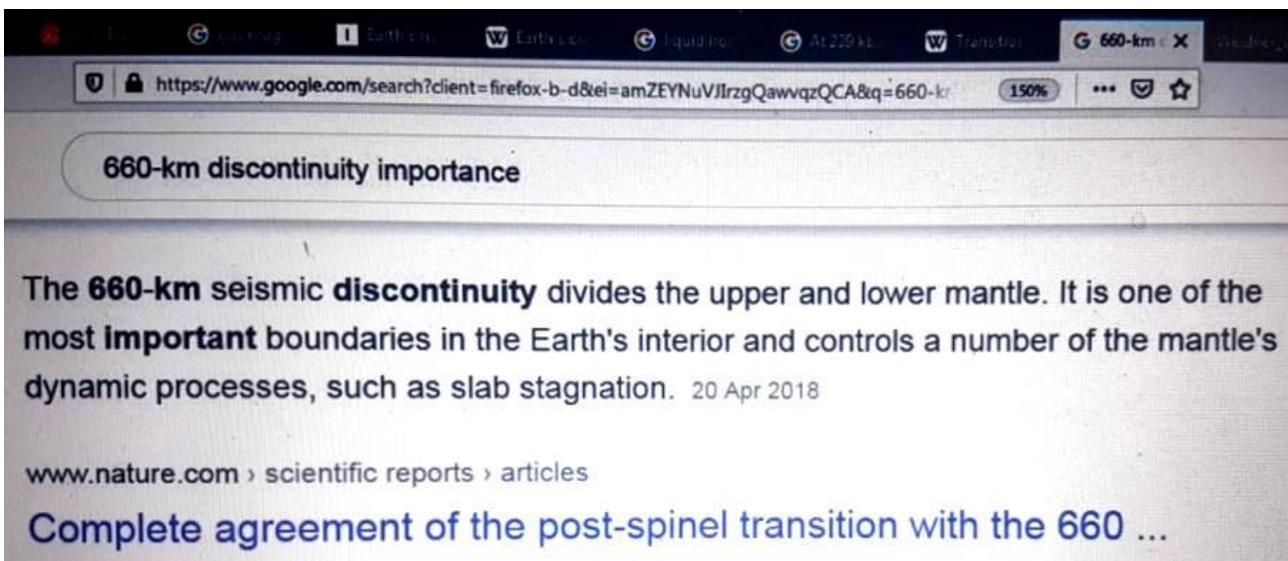 660-km
https://www.google.com/search?client=firefox-b-d&ei=amZEYNuVJIrzgQawvqzQCA&q=660-kr
150%
660-km discontinuity importance
The 660-km seismic discontinuity divides the upper and lower mantle. It is one of the
most important boundaries in the Earth's interior and controls a number of the mantle's
dynamic processes, such as slab stagnation. 20 Apr 2018
www.nature.com › scientific reports › articles
Complete agreement of the post-spinel transition with the 660 ...